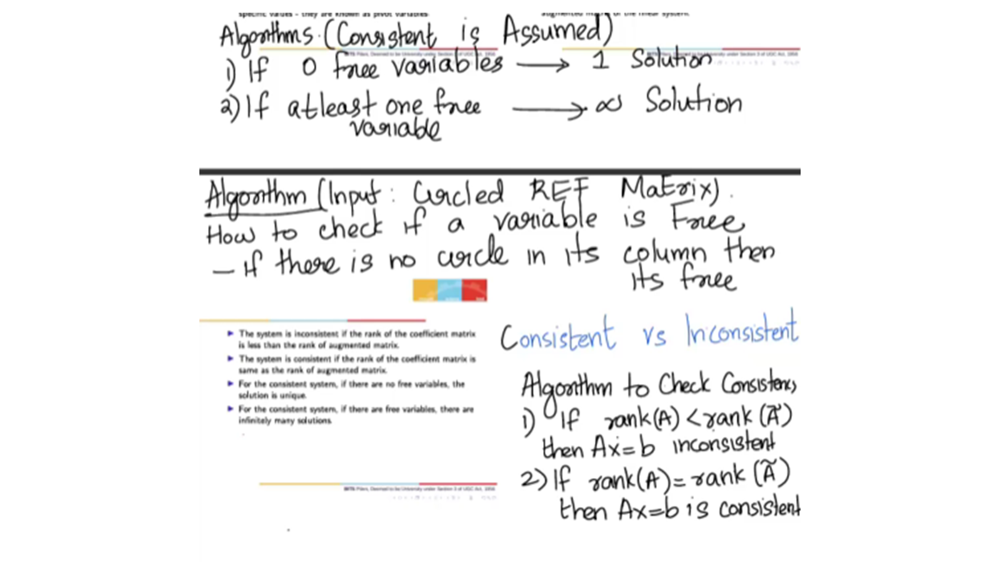 specific values - they are known as pivot variables
augmented matrix of the linear system.
Algorithms (Consistent is Assumed)
BITS Pilani, Deemed to be University under Section 3 of UGC Act, 1956
1) If 0 free variables → 1 Solution
2) If atleast one free → ∞ Solution
variable
Algorithm (Input: Circled REF Matrix).
How to check if a variable is Free
— If there is no circle in its column then
its free
► The system is inconsistent if the rank of the coefficient matrix
is less than the rank of augmented matrix.
► The system is consistent if the rank of the coefficient matrix is
same as the rank of augmented matrix.
► For the consistent system, if there are no free variables, the
solution is unique.
► For the consistent system, if there are free variables, there are
infinitely many solutions.
BITS Pilani, Deemed to be University under Section 3 of UGC Act, 1956
Consistent vs Inconsistent
Algorithm to Check Consistency
1) If rank(A) < rank(Ã)
then Ax=b inconsistent
2) If rank(A) = rank(Ã)
then Ax=b is consistent